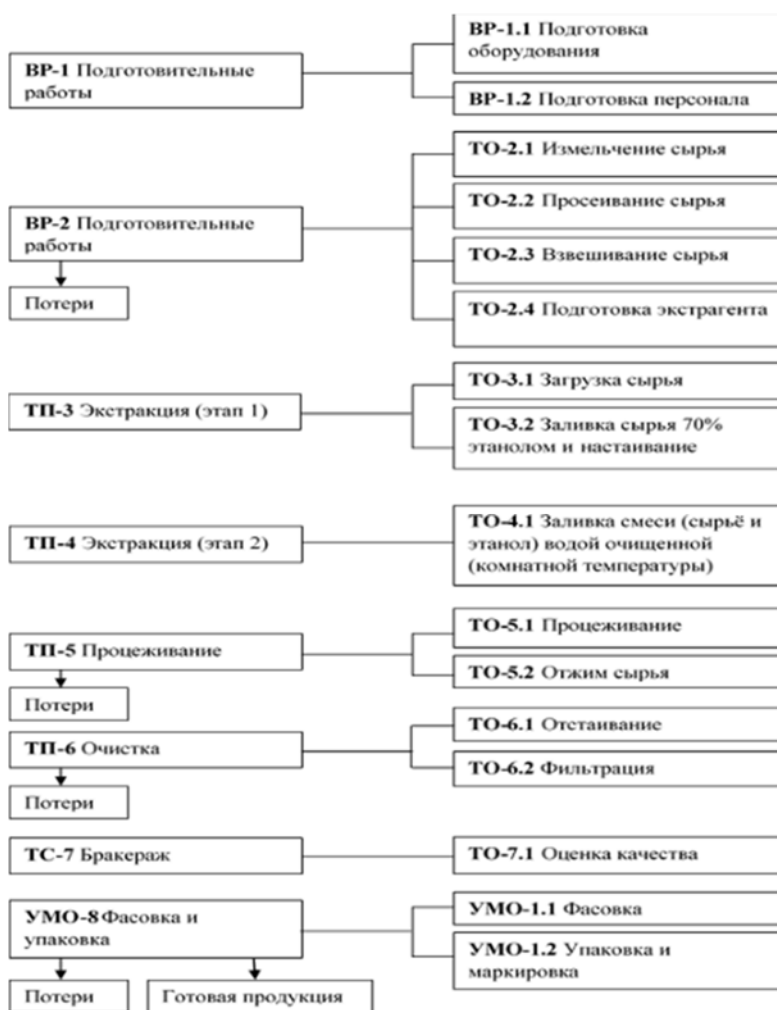 ВР-1.1 Подготовка
оборудования
ВР-1 Подготовительные
работы
ВР-1.2 Подготовка персонала
ТО-2.1 Измельчение сырья
ТО-2.2 Просеивание сырья
ВР-2 Подготовительные
работы
ТО-2.3 Взвешивание сырья
Потери
ТО-2.4 Подготовка экстрагента
ТО-3.1 Загрузка сырья
ТП-3 Экстракция (этап 1)
ТО-3.2 Заливка сырья 70%
этанолом и настаивание
ТП-4 Экстракция (этап 2)
ТО-4.1 Заливка смеси (сырьё и
этанол) водой очищенной
(комнатной температуры)
ТО-5.1 Процеживание
ТП-5 Процеживание
ТО-5.2 Отжим сырья
Потери
ТО-6.1 Отстаивание
ТП-6 Очистка
ТО-6.2 Фильтрация
Потери
ТС-7 Бракераж
ТО-7.1 Оценка качества
УМО-8 Фасовка и
упаковка
УМО-1.1 Фасовка
УМО-1.2 Упаковка и
маркировка
Потери
Готовая продукция